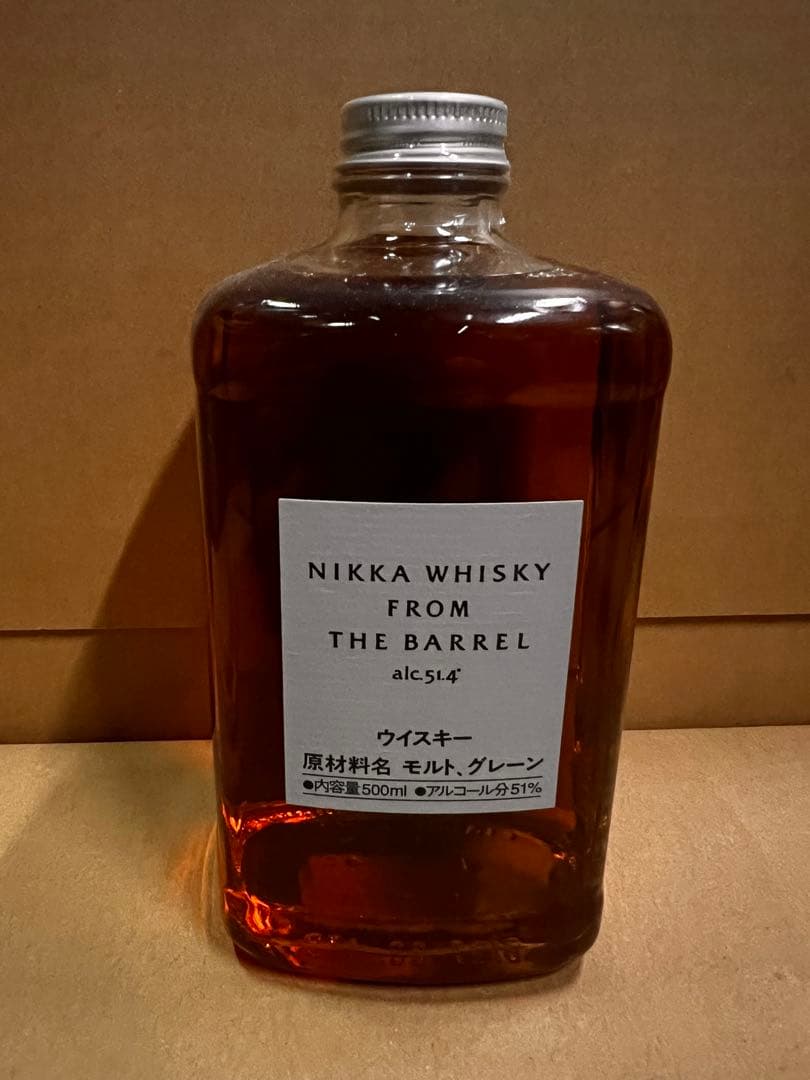 NIKKA WHISKY
FROM
THE BARREL
alc.51.4°
ウイスキー
原材料名 モルト、グレーン
●内容量500ml ●アルコール分51%